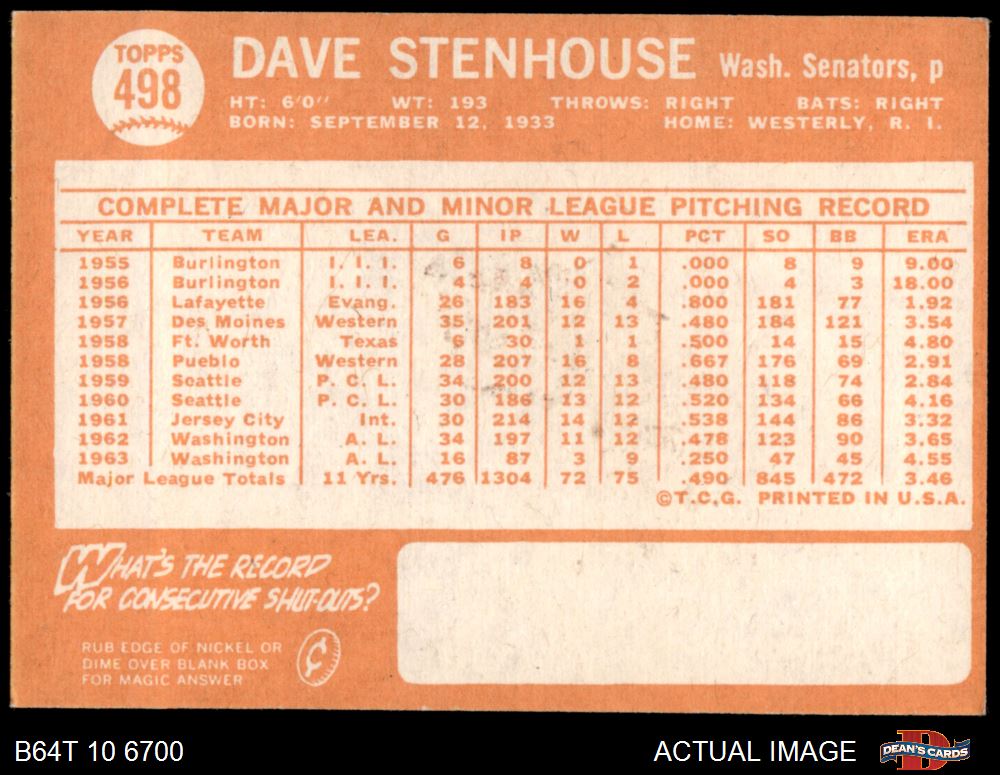 TOPPS
498
DAVE STENHOUSE Wash. Senators, p
HT: 6'0" WT: 193 THROWS: RIGHT BATS: RIGHT
BORN: SEPTEMBER 12, 1933 HOME: WESTERLY, R. I.
COMPLETE MAJOR AND MINOR LEAGUE PITCHING RECORD
YEAR TEAM LEA. G IP W L PCT SO BB ERA
1955 Burlington I. I. I. 6 8 0 1 .000 8 9 9.00
1956 Burlington I. I. I. 4 4 0 2 .000 4 3 18.00
1956 Lafayette Evang. 26 183 16 4 .800 181 77 1.92
1957 Des Moines Western 35 201 12 13 .480 184 121 3.54
1958 Ft. Worth Texas 6 30 1 1 .500 14 15 4.80
1958 Pueblo Western 28 207 16 8 .667 176 69 2.91
1959 Seattle P. C. L. 34 200 12 13 .480 118 74 2.84
1960 Seattle P. C. L. 30 186 13 12 .520 134 66 4.16
1961 Jersey City Int. 30 214 14 12 .538 144 86 3.32
1962 Washington A. L. 34 197 11 12 .478 123 90 3.65
1963 Washington A. L. 16 87 3 9 .250 47 45 4.55
Major League Totals 11 Yrs. 476 1304 72 75 .490 845 472 3.46
©T.C.G. PRINTED IN U.S.A.
WHAT'S THE RECORD
FOR CONSECUTIVE SHUT-OUTS?
RUB EDGE OF NICKEL OR
DIME OVER BLANK BOX
FOR MAGIC ANSWER
¢
B64T 10 6700 ACTUAL IMAGE
D
DEAN'S CARDS